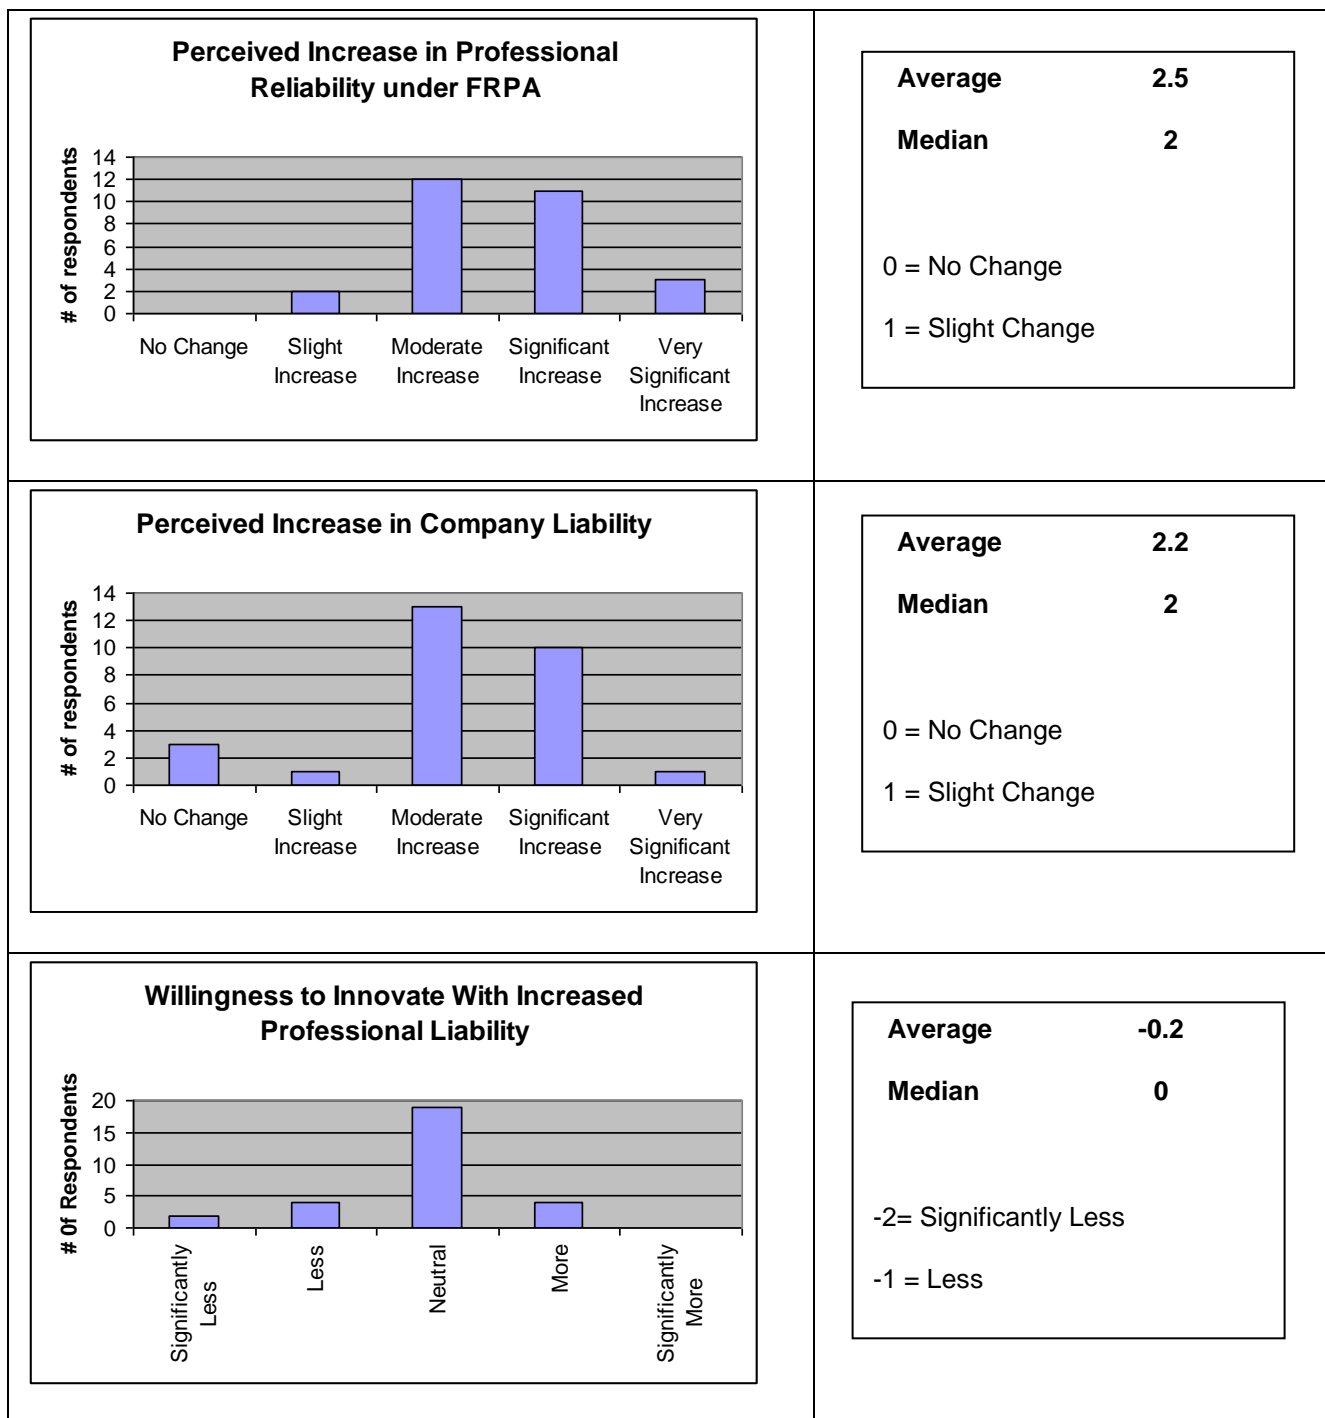 Perceived Increase in Professional
Reliability under FRPA
# of respondents
14
12
10
8
6
4
2
0
No Change
Slight
Increase
Moderate
Increase
Significant
Increase
Very
Significant
Increase
Average 2.5
Median 2
0 = No Change
1 = Slight Change
Perceived Increase in Company Liability
# of respondents
14
12
10
8
6
4
2
0
No Change
Slight
Increase
Moderate
Increase
Significant
Increase
Very
Significant
Increase
Average 2.2
Median 2
0 = No Change
1 = Slight Change
Willingness to Innovate With Increased
Professional Liability
# 0f Respondents
20
15
10
5
0
Significantly
Less
Less
Neutral
More
Significantly
More
Average -0.2
Median 0
-2= Significantly Less
-1 = Less